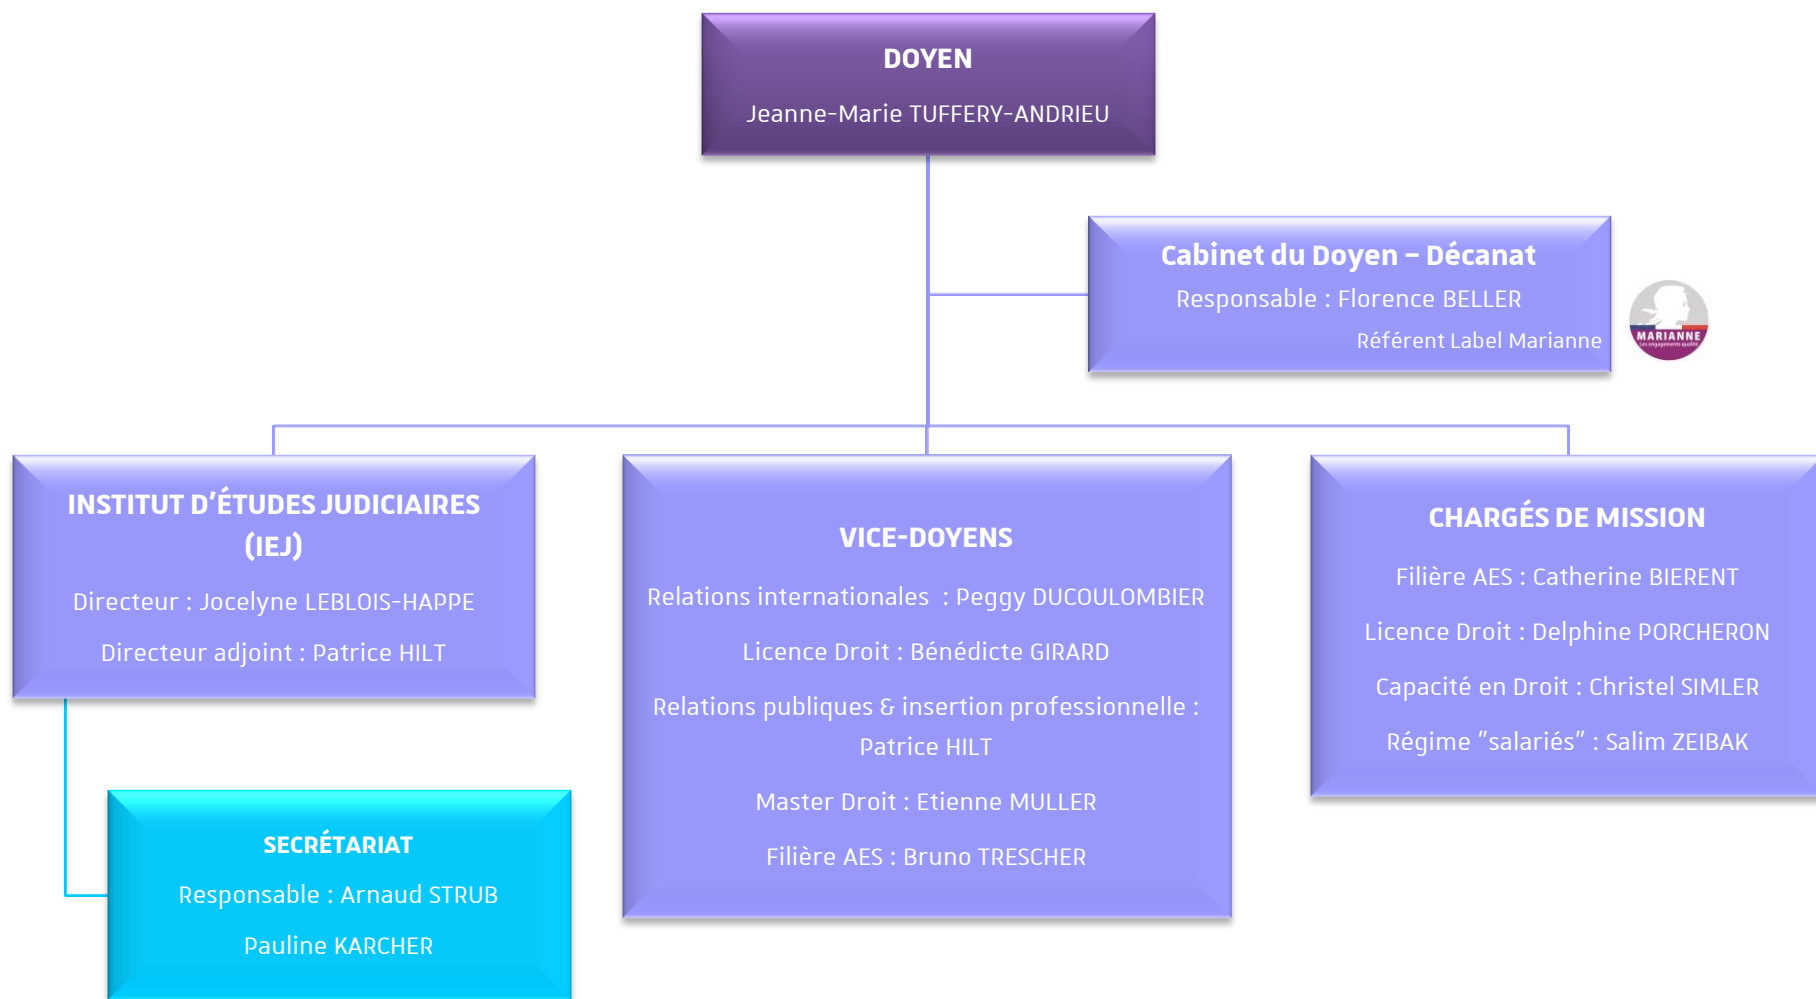 DOYEN
Jeanne-Marie TUFFERY-ANDRIEU
Cabinet du Doyen – Décanat
Responsable : Florence BELLER
Référent Label Marianne
MARIANNE
Les engagements qualité
INSTITUT D'ÉTUDES JUDICIAIRES
(IEJ)
Directeur : Jocelyne LEBLOIS-HAPPE
Directeur adjoint : Patrice HILT
SECRÉTARIAT
Responsable : Arnaud STRUB
Pauline KARCHER
VICE-DOYENS
Relations internationales  : Peggy DUCOULOMBIER
Licence Droit : Bénédicte GIRARD
Relations publiques & insertion professionnelle :
Patrice HILT
Master Droit : Etienne MULLER
Filière AES : Bruno TRESCHER
CHARGÉS DE MISSION
Filière AES : Catherine BIERENT
Licence Droit : Delphine PORCHERON
Capacité en Droit : Christel SIMLER
Régime "salariés" : Salim ZEIBAK